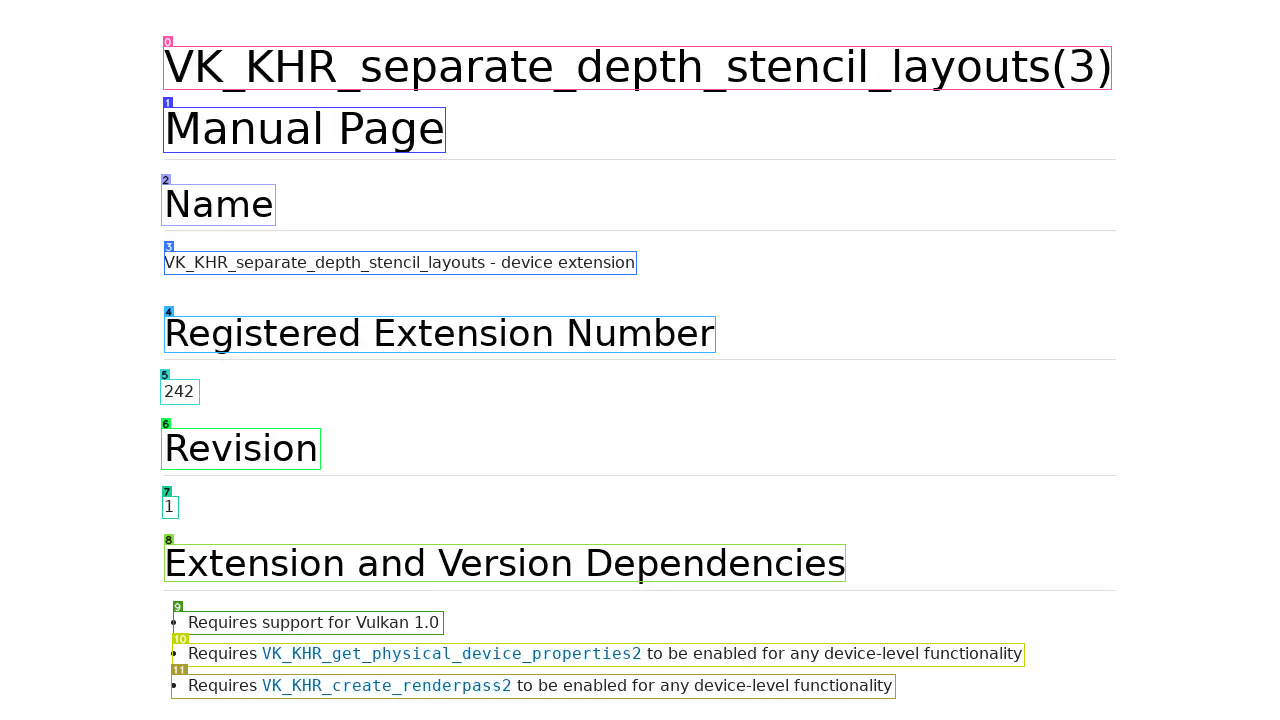 VK_KHR_separate_depth_stencil_layouts(3)
Manual Page
Name
VK_KHR_separate_depth_stencil_layouts - device extension
Registered Extension Number
242
Revision
1
Extension and Version Dependencies
• Requires support for Vulkan 1.0
• Requires VK_KHR_get_physical_device_properties2 to be enabled for any device-level functionality
• Requires VK_KHR_create_renderpass2 to be enabled for any device-level functionality